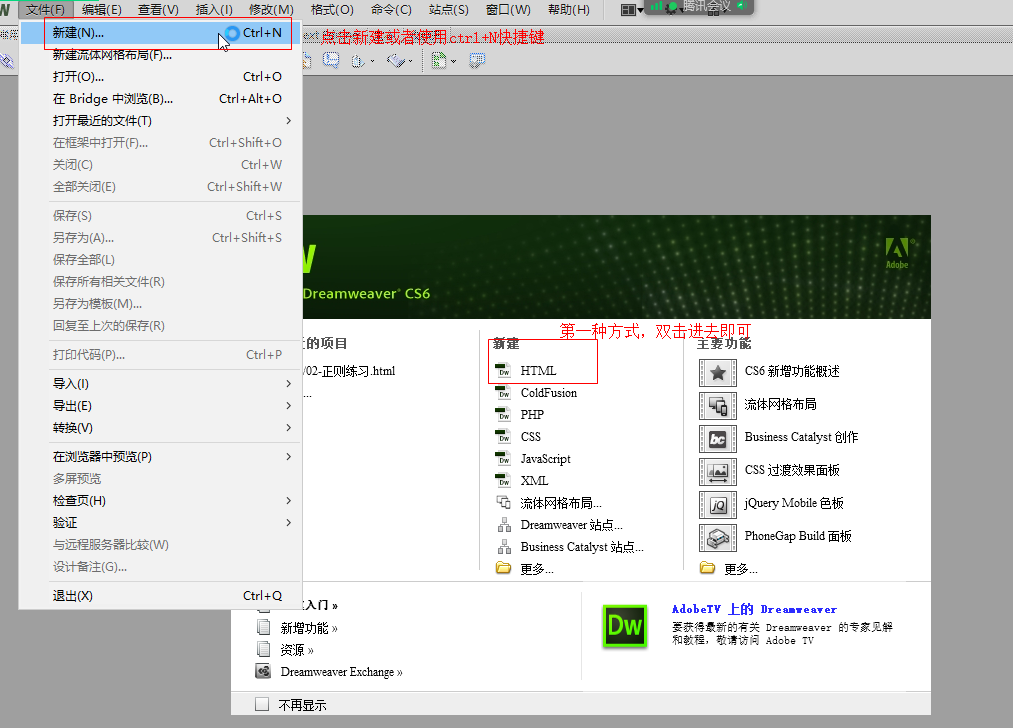 文件(F) 编辑(E) 查看(V) 插入(I) 修改(M) 格式(O) 命令(C) 站点(S) 窗口(W) 帮助(H)
腾讯会议
新建(N)... Ctrl+N
点击新建或者使用ctrl+N快捷键
新建流体网格布局(F)...
打开(O)... Ctrl+O
在 Bridge 中浏览(B)... Ctrl+Alt+O
打开最近的文件(T)
在框架中打开(F)... Ctrl+Shift+O
关闭(C) Ctrl+W
全部关闭(E) Ctrl+Shift+W
保存(S) Ctrl+S
另存为(A)... Ctrl+Shift+S
保存全部(L)
保存所有相关文件(R)
另存为模板(M)...
回复至上次的保存(R)
打印代码(P)... Ctrl+P
导入(I)
导出(E)
转换(V)
在浏览器中预览(P)
多屏预览
检查页(H)
验证
与远程服务器比较(W)
设计备注(G)...
退出(X) Ctrl+Q
Adobe
Dreamweaver® CS6
第一种方式，双击进去即可
的项目
/02-正则练习.html
...
新建
HTML
ColdFusion
PHP
CSS
JavaScript
XML
流体网格布局...
Dreamweaver 站点...
Business Catalyst 站点...
更多...
主要功能
CS6 新增功能概述
流体网格布局
Business Catalyst 创作
CSS 过渡效果面板
jQuery Mobile 色板
PhoneGap Build 面板
更多...
入门 »
新增功能 »
资源 »
Dreamweaver Exchange »
Dw
AdobeTV 上的 Dreamweaver
要获得最新的有关 Dreamweaver 的专家见解
和教程，敬请访问 Adobe TV
不再显示